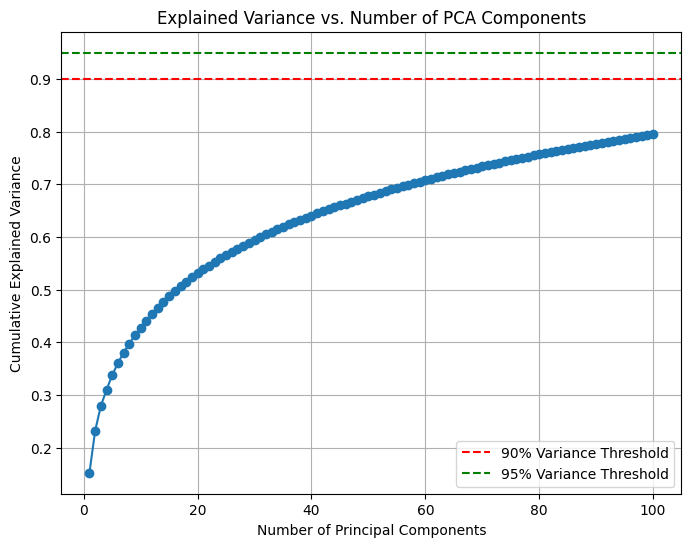 Explained Variance vs. Number of PCA Components
Cumulative Explained Variance
0.9
0.8
0.7
0.6
0.5
0.4
0.3
0.2
90% Variance Threshold
95% Variance Threshold
0 20 40 60 80 100
Number of Principal Components